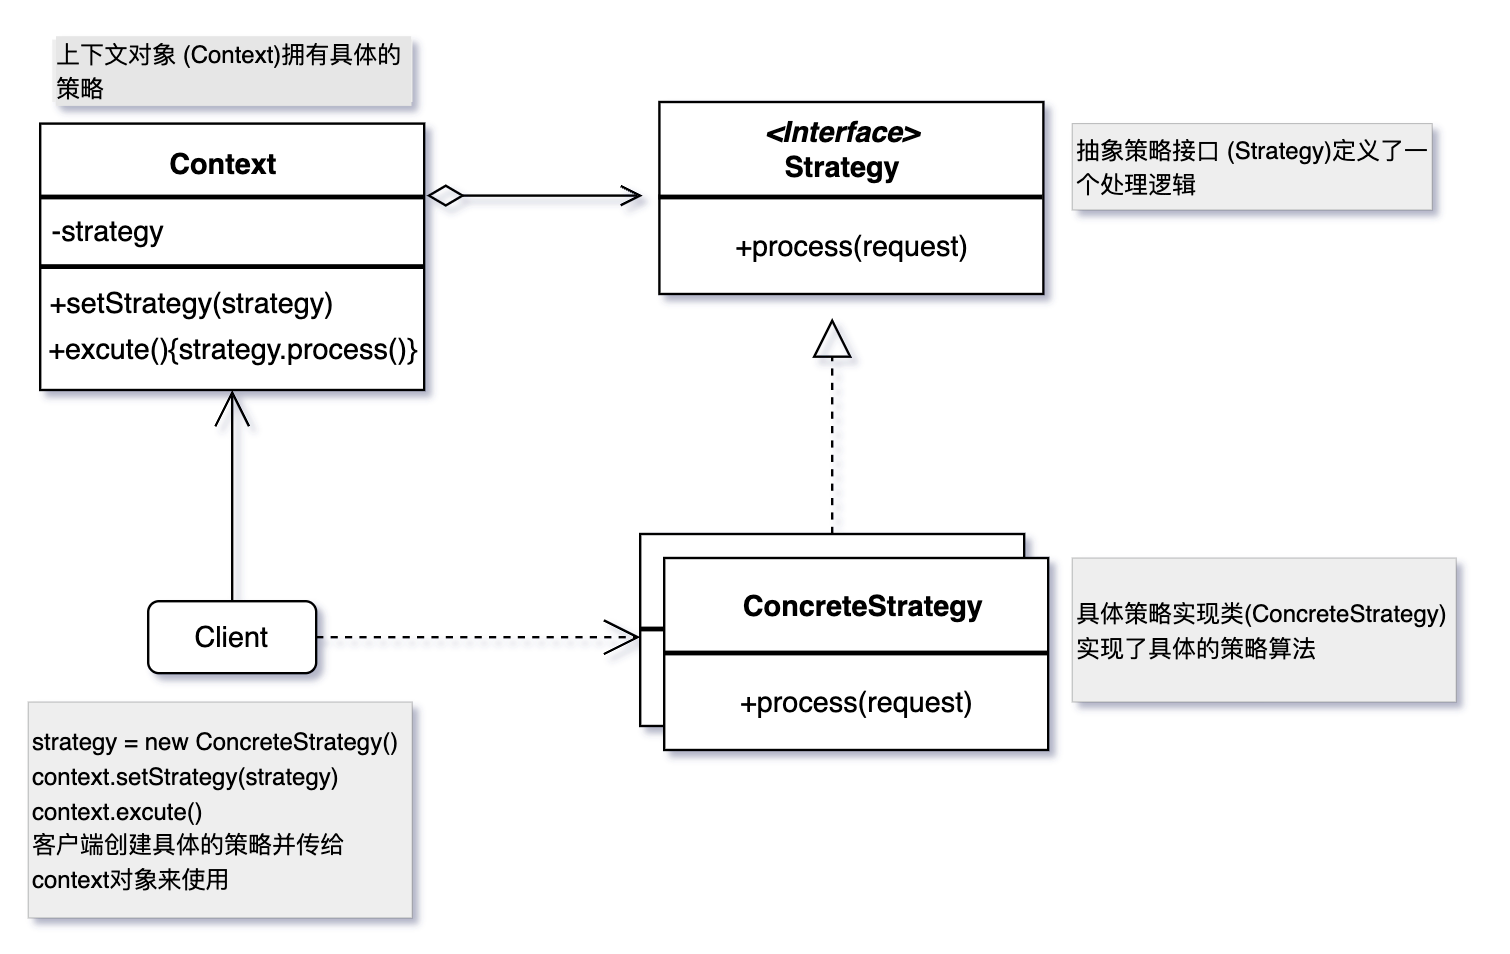 上下文对象 (Context)拥有具体的
策略
Context
-strategy
+setStrategy(strategy)
+excute(){strategy.process()}
<Interface>
Strategy
+process(request)
抽象策略接口 (Strategy)定义了一
个处理逻辑
Client
strategy = new ConcreteStrategy()
context.setStrategy(strategy)
context.excute()
客户端创建具体的策略并传给
context对象来使用
ConcreteStrategy
+process(request)
具体策略实现类(ConcreteStrategy)
实现了具体的策略算法